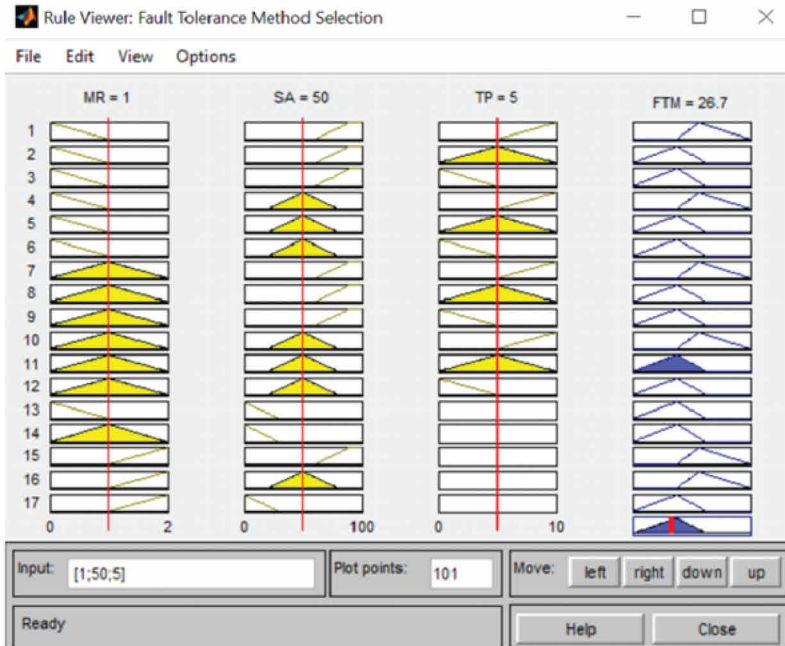 Rule Viewer: Fault Tolerance Method Selection
File Edit View Options
MR = 1 SA = 50 TP = 5 FTM = 26.7
1
2
3
4
5
6
7
8
9
10
11
12
13
14
15
16
17
0 2 0 100 0 10
Input: [1;50;5] Plot points: 101 Move: left right down up
Ready Help Close